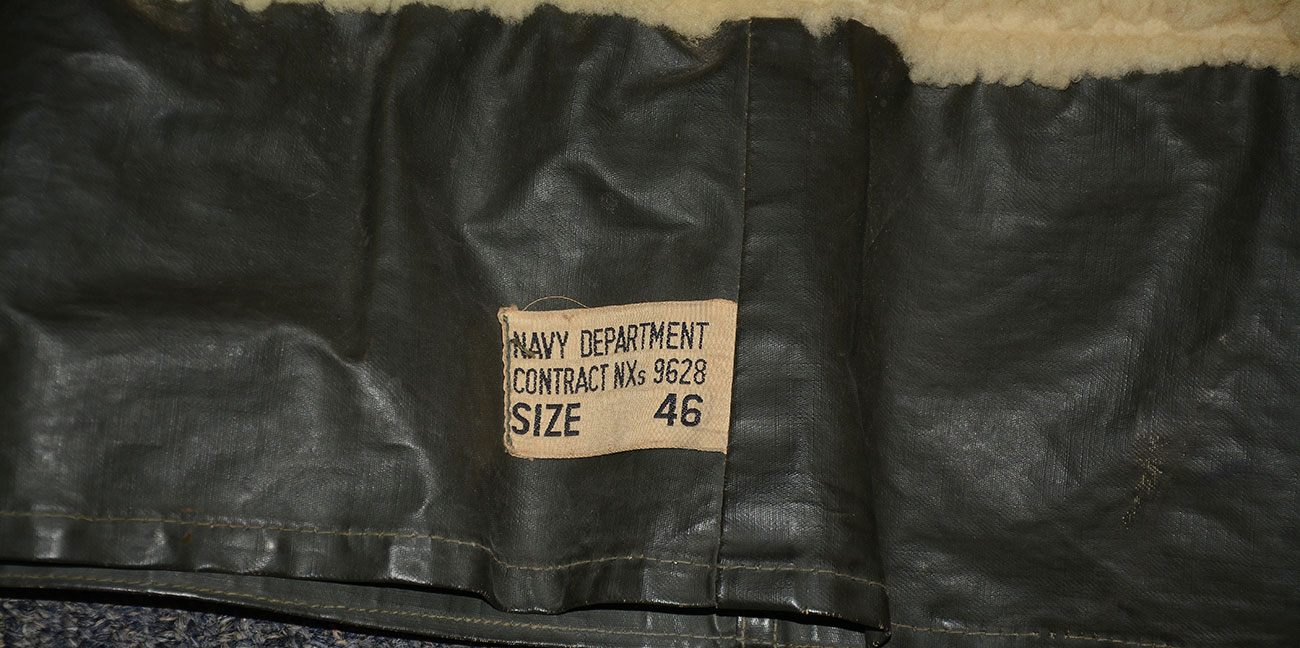 NAVY DEPARTMENT
CONTRACT NXs 9628
SIZE 46